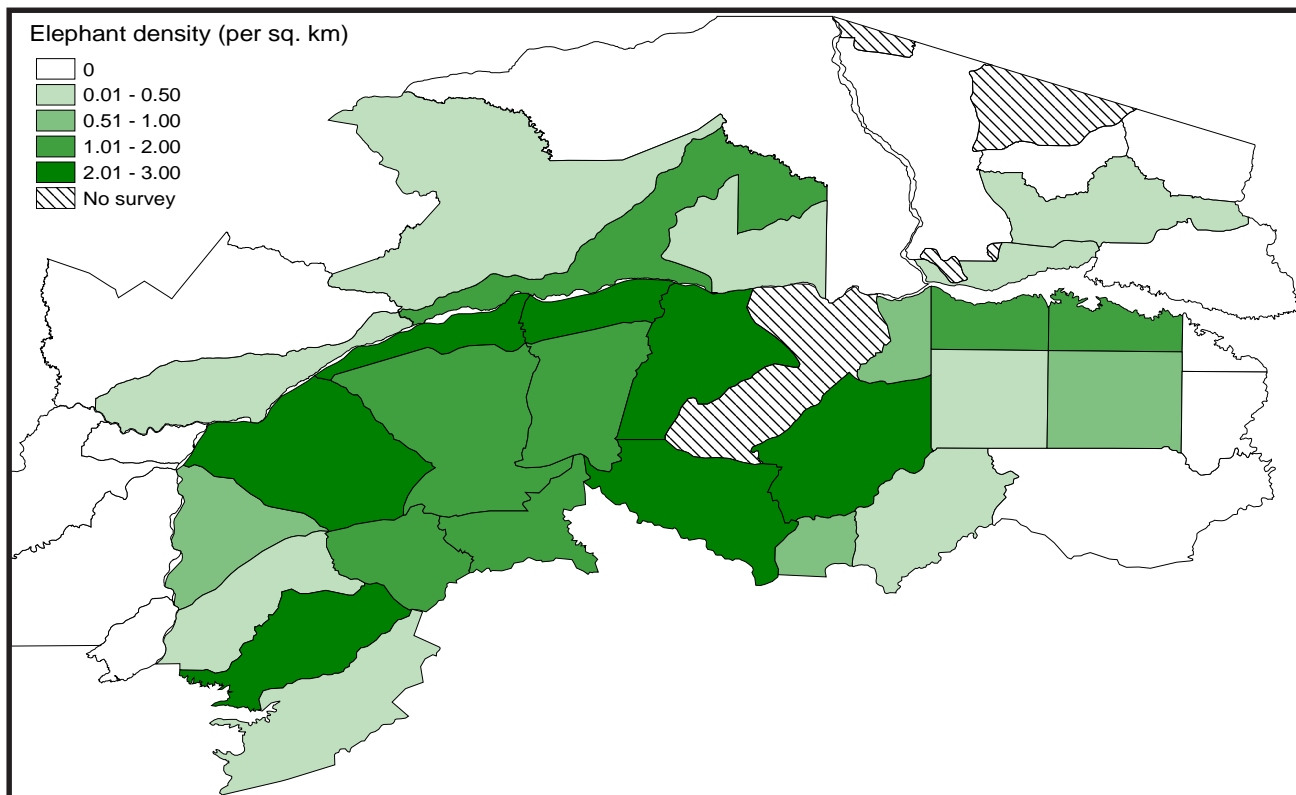 Elephant density (per sq. km)
0
0.01 - 0.50
0.51 - 1.00
1.01 - 2.00
2.01 - 3.00
No survey